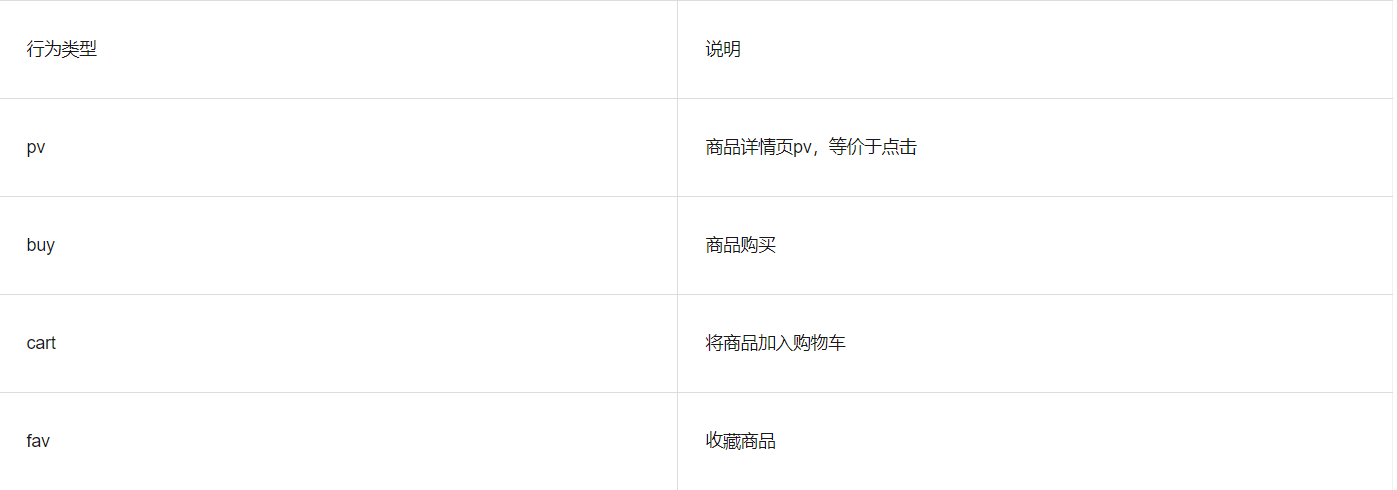 行为类型 说明
pv 商品详情页pv，等价于点击
buy 商品购买
cart 将商品加入购物车
fav 收藏商品